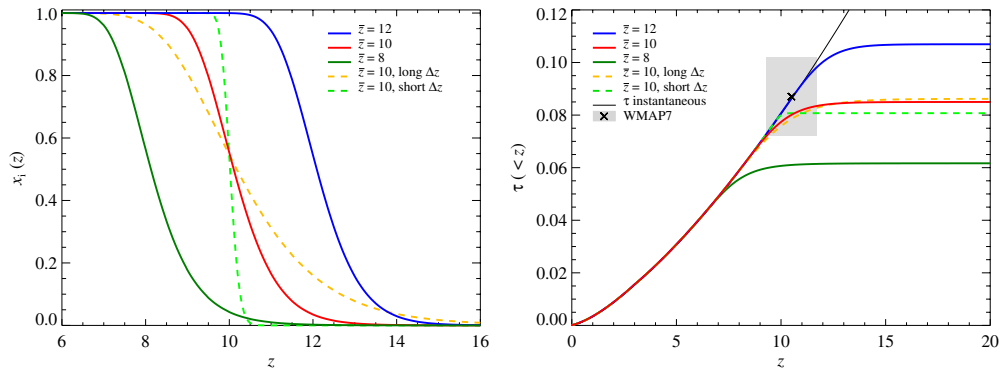 1.0
0.8
0.6
0.4
0.2
0.0
xᵢ (z)
6 8 10 12 14 16
z
z̄ = 12
z̄ = 10
z̄ = 8
z̄ = 10, long Δz
z̄ = 10, short Δz
0.12
0.10
0.08
0.06
0.04
0.02
0.00
τ ( < z )
0 5 10 15 20
z
z̄ = 12
z̄ = 10
z̄ = 8
z̄ = 10, long Δz
z̄ = 10, short Δz
τ instantaneous
WMAP7